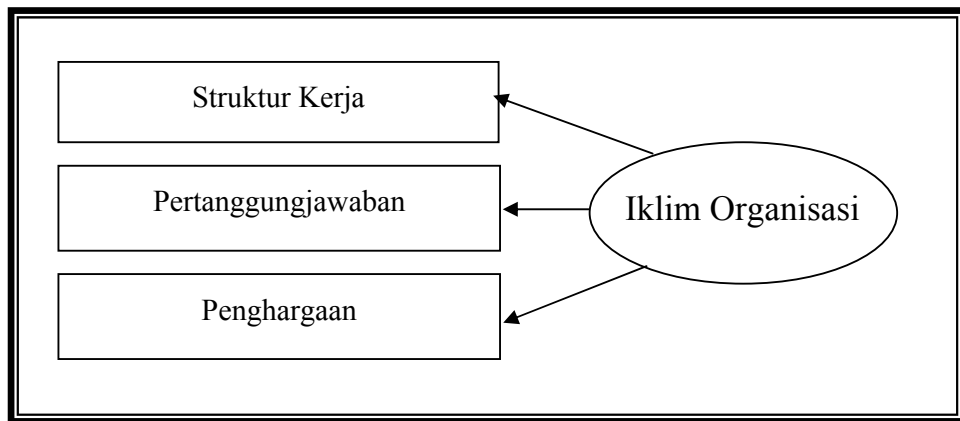 Struktur Kerja
Pertanggungjawaban
Iklim Organisasi
Penghargaan